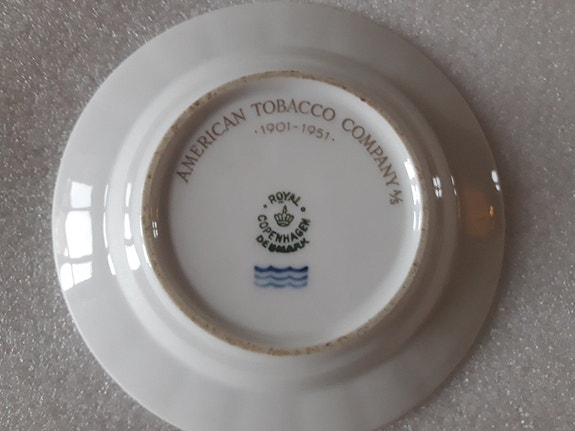 AMERICAN TOBACCO COMPANY A/S
· 1901-1951 ·
ROYAL
COPENHAGEN
DENMARK